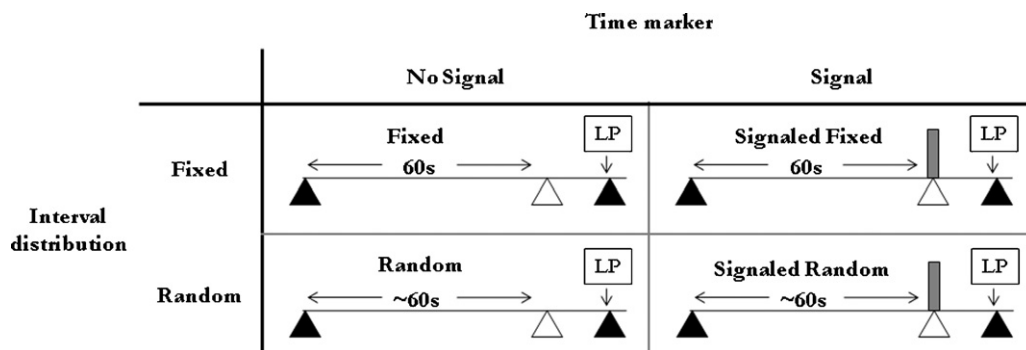 Time marker
No Signal
Signal
Fixed
Fixed
60s
LP
Signaled Fixed
60s
LP
Interval
distribution
Random
Random
~60s
LP
Signaled Random
~60s
LP